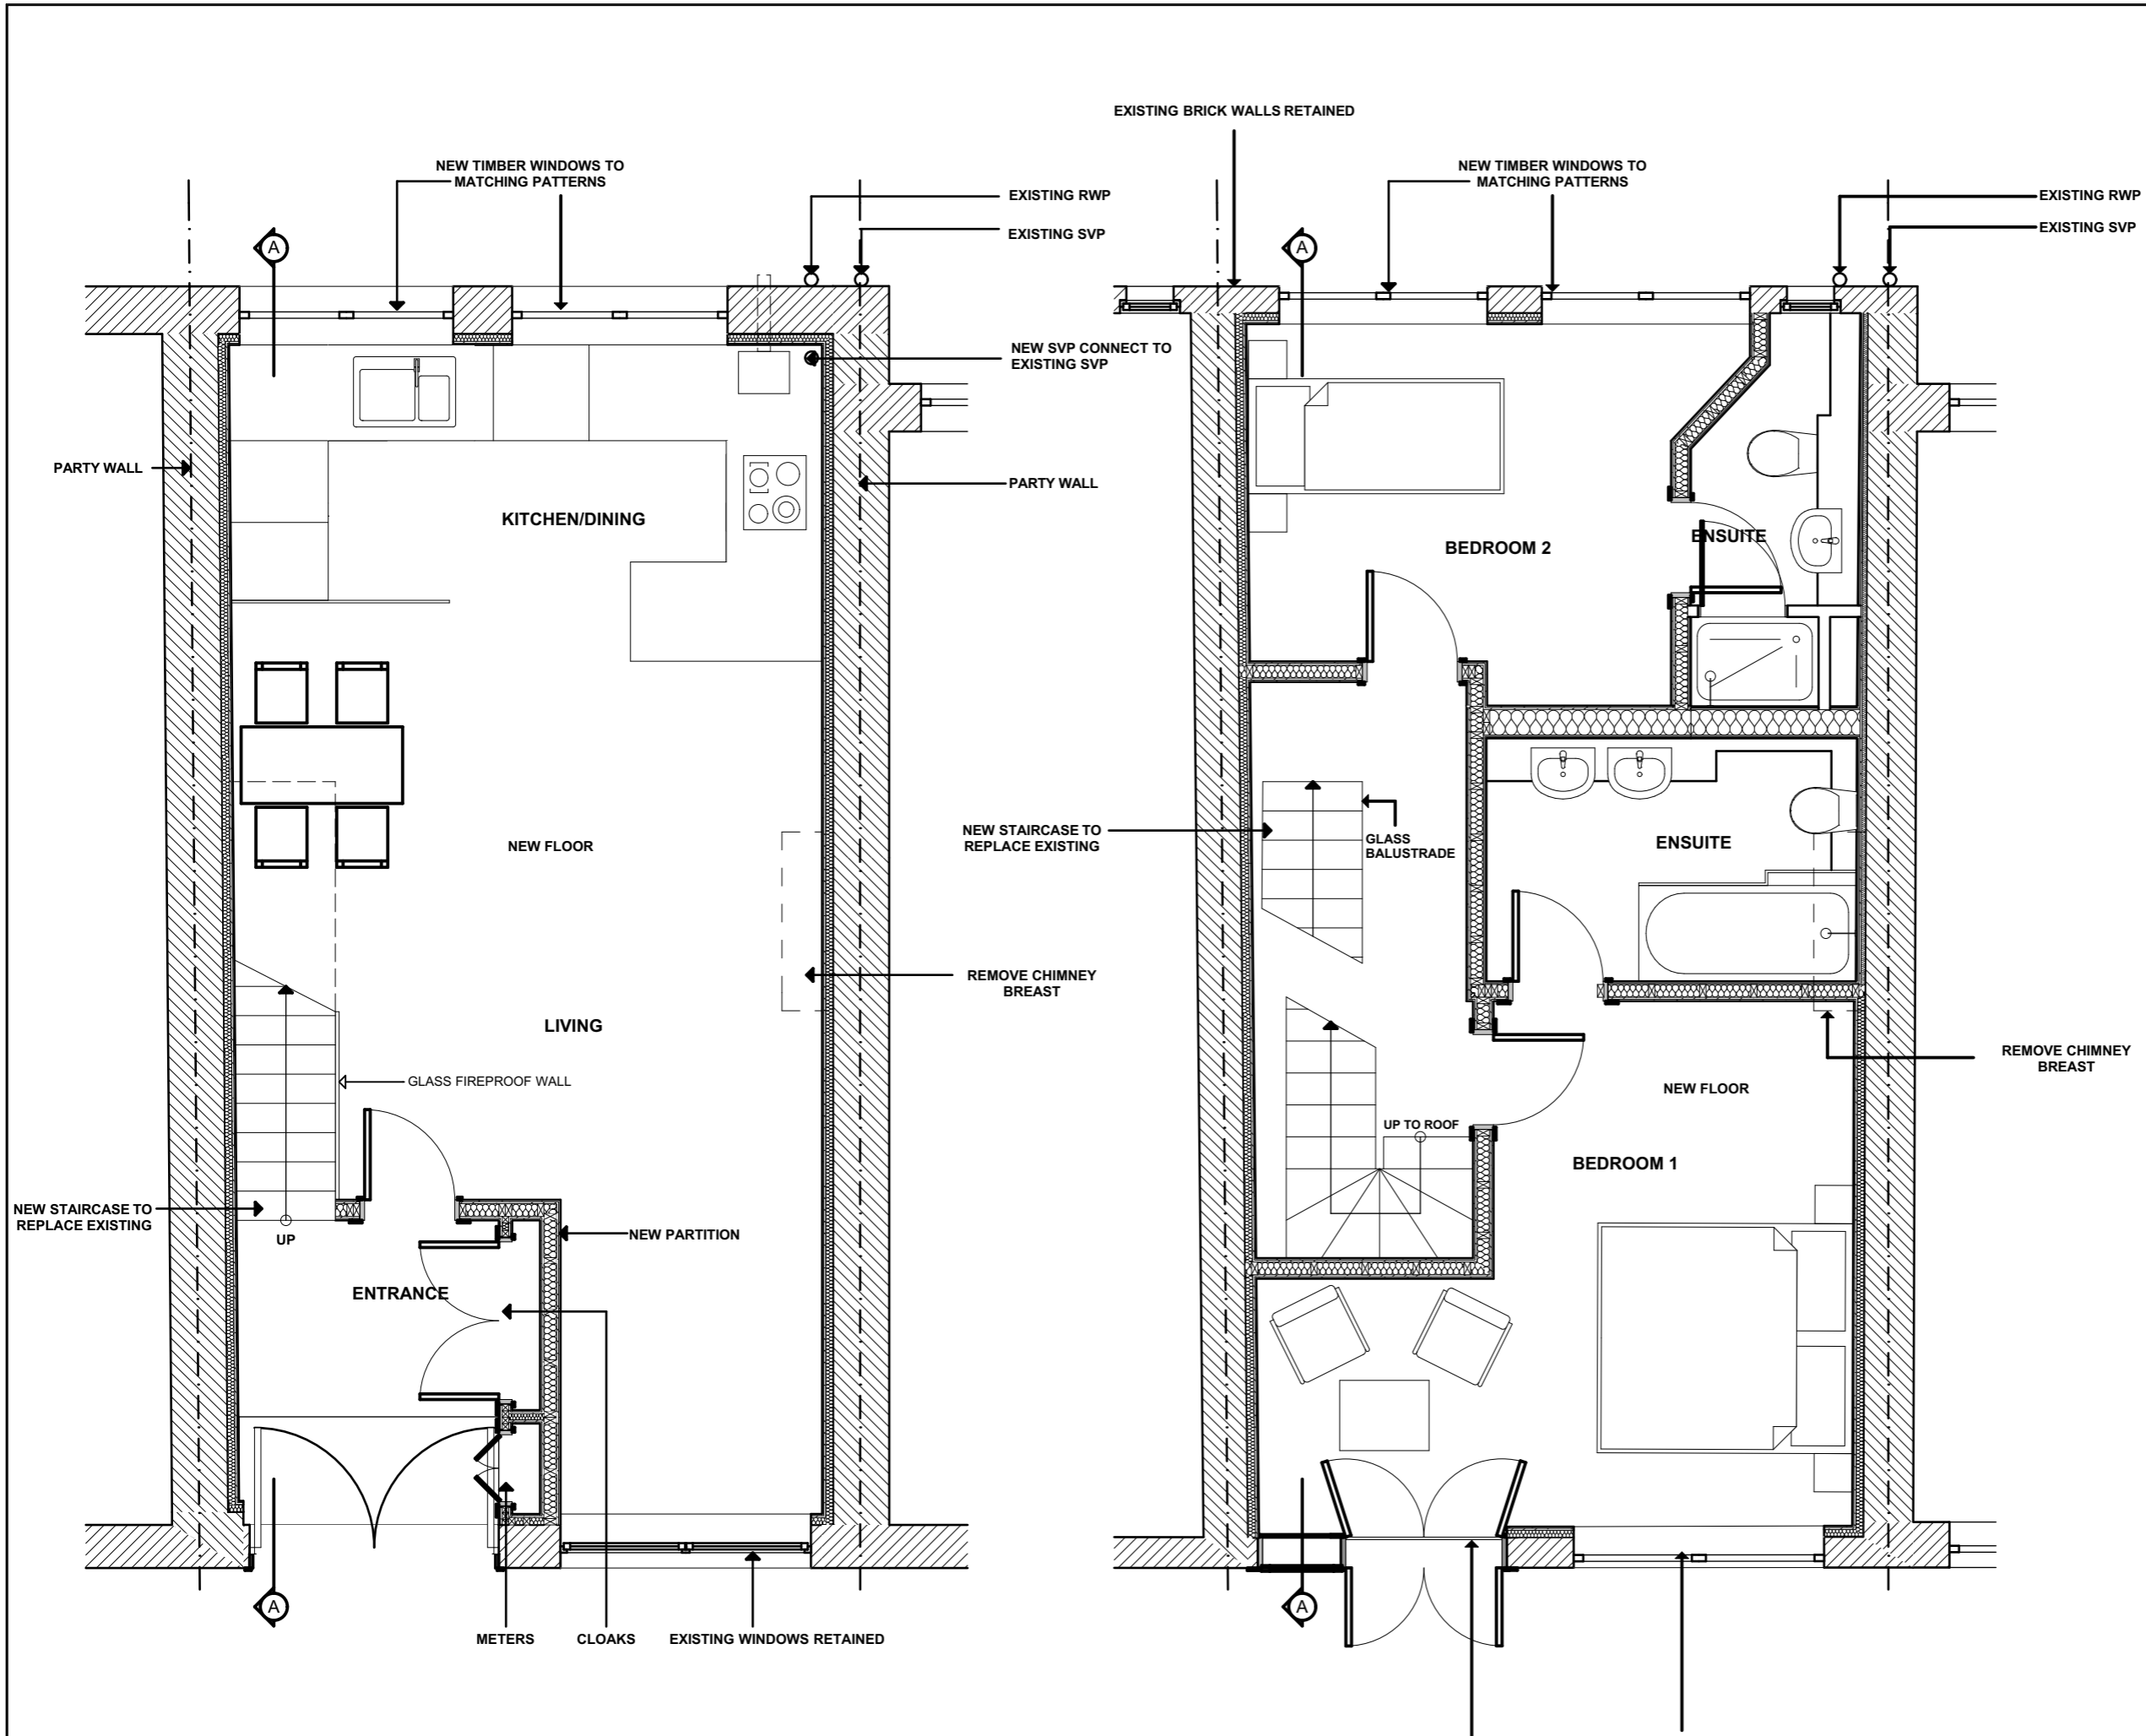 EXISTING BRICK WALLS RETAINED
NEW TIMBER WINDOWS TO
MATCHING PATTERNS
EXISTING RWP
EXISTING SVP
A
NEW SVP CONNECT TO
EXISTING SVP
PARTY WALL
PARTY WALL
KITCHEN/DINING
NEW FLOOR
REMOVE CHIMNEY
BREAST
LIVING
GLASS FIREPROOF WALL
NEW STAIRCASE TO
REPLACE EXISTING
UP
NEW PARTITION
ENTRANCE
A
METERS
CLOAKS
EXISTING WINDOWS RETAINED
NEW TIMBER WINDOWS TO
MATCHING PATTERNS
EXISTING RWP
EXISTING SVP
A
ENSUITE
BEDROOM 2
NEW STAIRCASE TO
REPLACE EXISTING
GLASS
BALUSTRADE
ENSUITE
REMOVE CHIMNEY
BREAST
NEW FLOOR
UP TO ROOF
BEDROOM 1
A